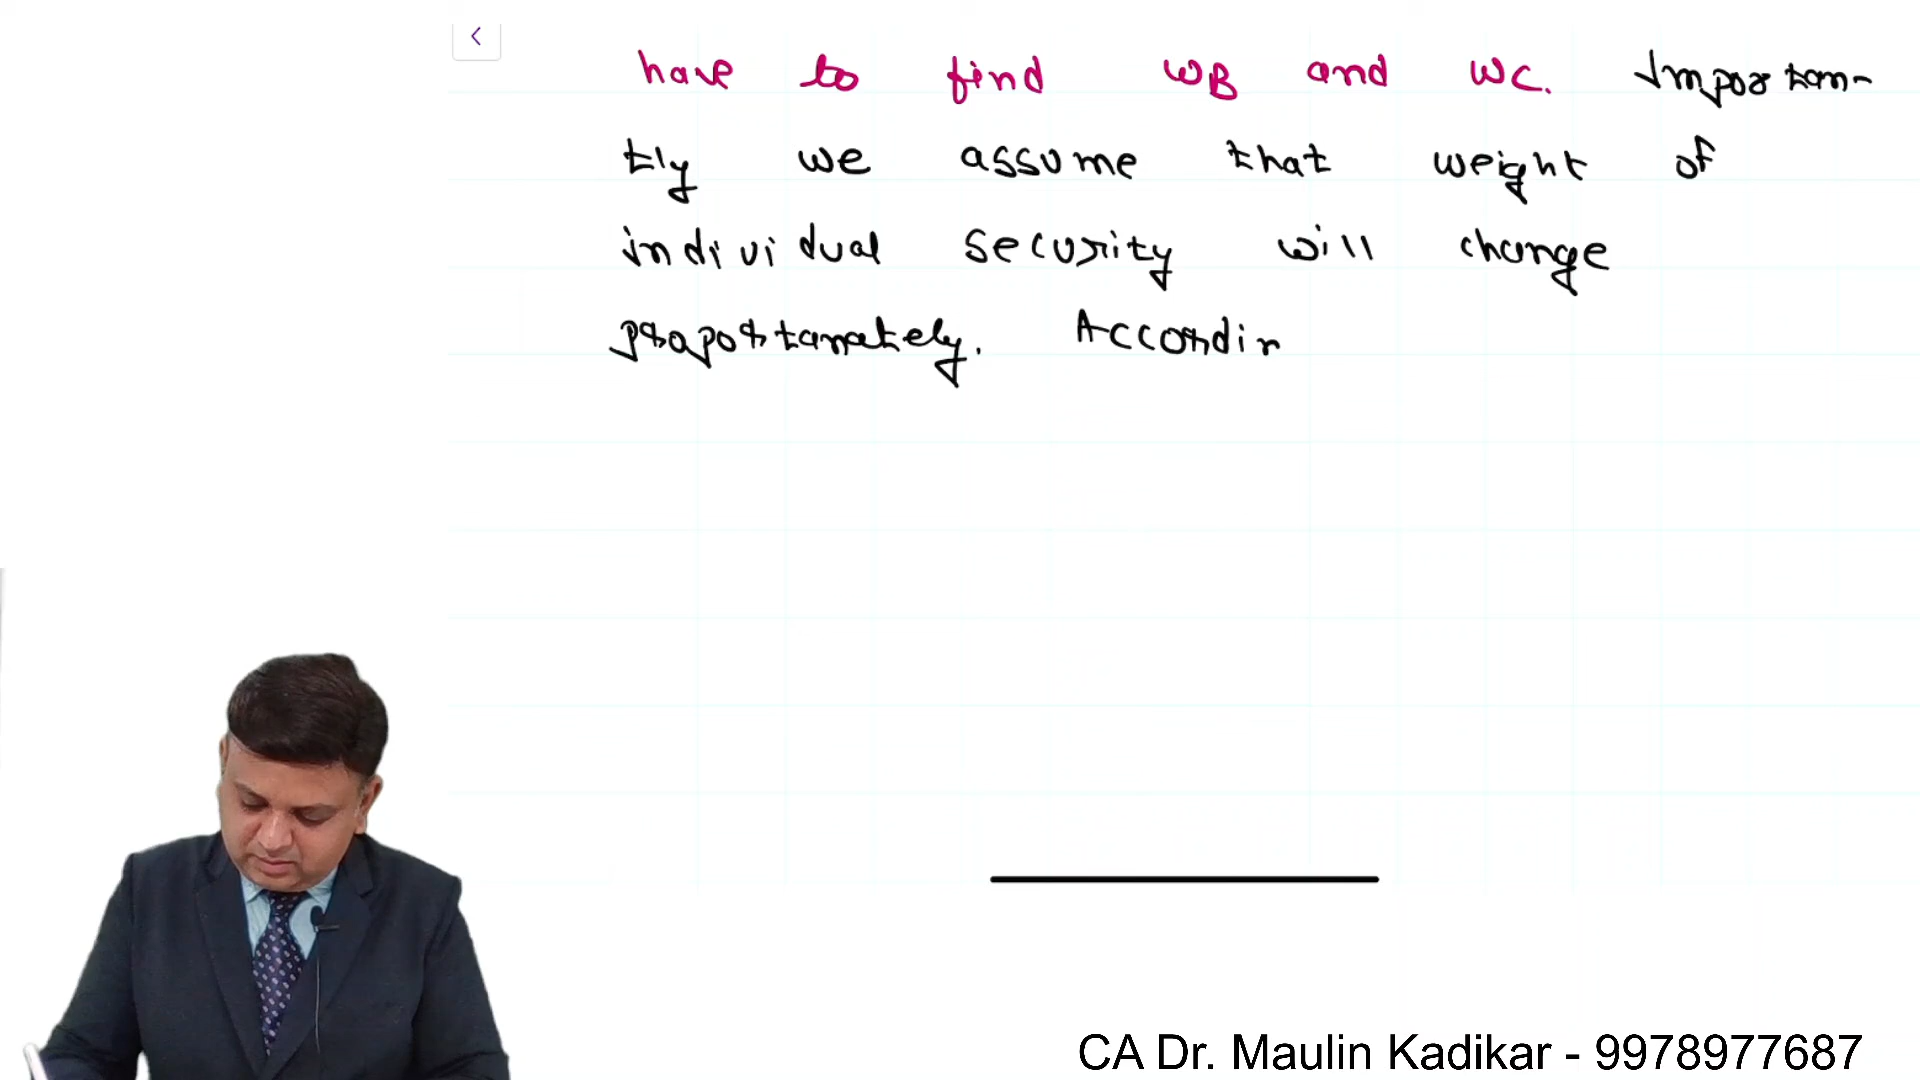 have to find WB and WC. Importan-
tly we assume that weight of
individual security will change
proportanately. Accordin
CA Dr. Maulin Kadikar - 9978977687